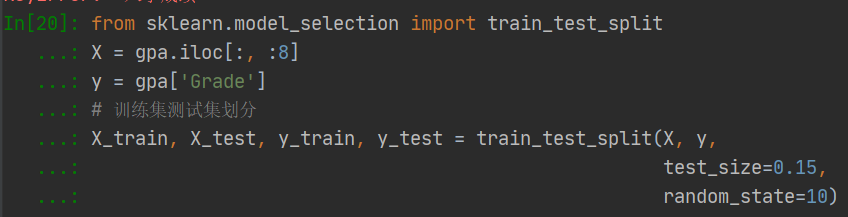 In[20]: from sklearn.model_selection import train_test_split
...: X = gpa.iloc[:, :8]
...: y = gpa['Grade']
...: # 训练集测试集划分
...: X_train, X_test, y_train, y_test = train_test_split(X, y,
...: test_size=0.15,
...: random_state=10)